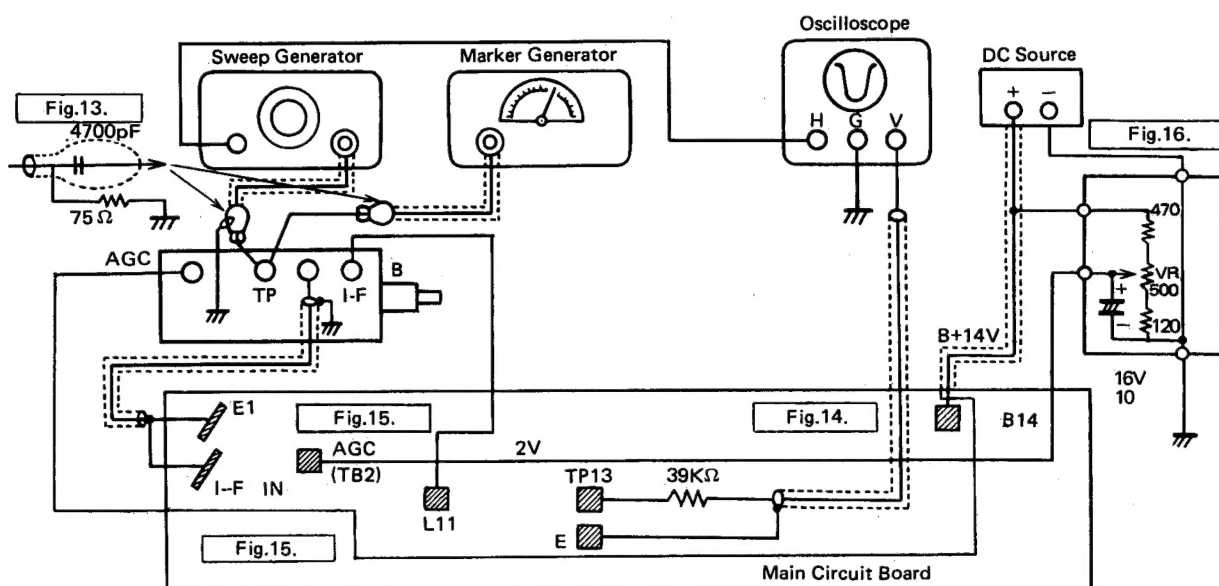 Oscilloscope
Sweep Generator
Marker Generator
DC Source
+ −
Fig.13.
4700pF
H G V
Fig.16.
75Ω
470
AGC
TP
I-F
B
VR
500
+
−
120
B+14V
16V
10
E1
Fig.15.
Fig.14.
B14
AGC
(TB2)
2V
I--F IN
TP13
39KΩ
L11
E
Fig.15.
Main Circuit Board